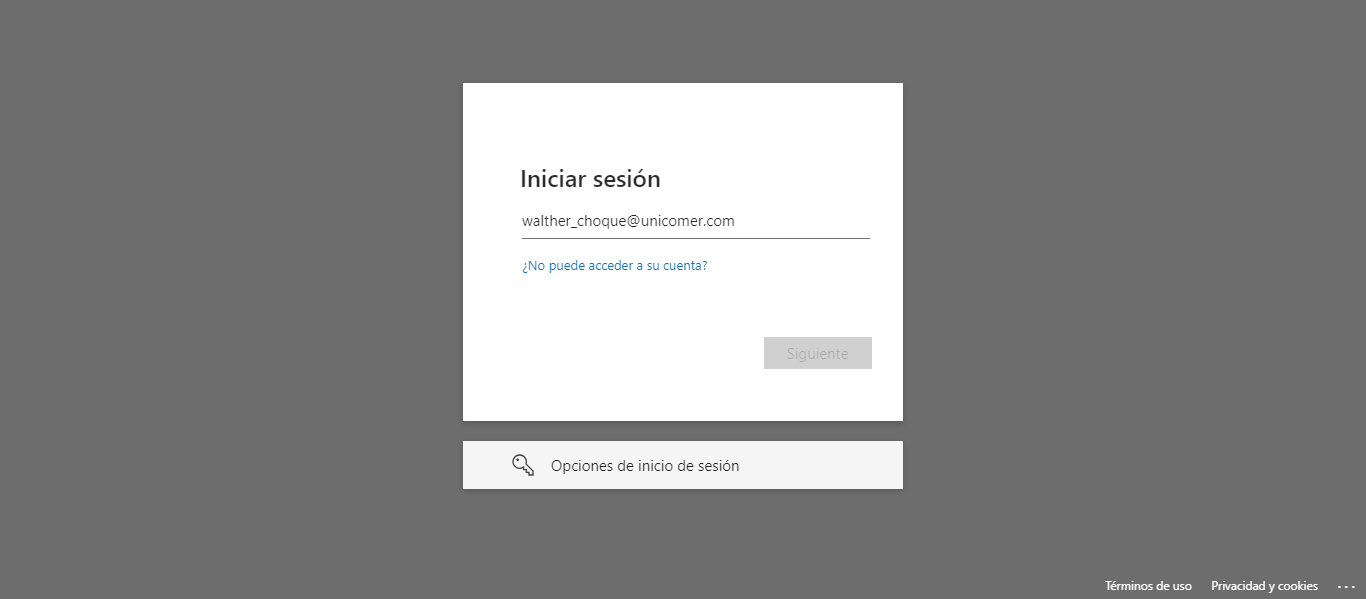 Iniciar sesión
walther_choque@unicomer.com
¿No puede acceder a su cuenta?
Siguiente
Opciones de inicio de sesión
Términos de uso Privacidad y cookies ...